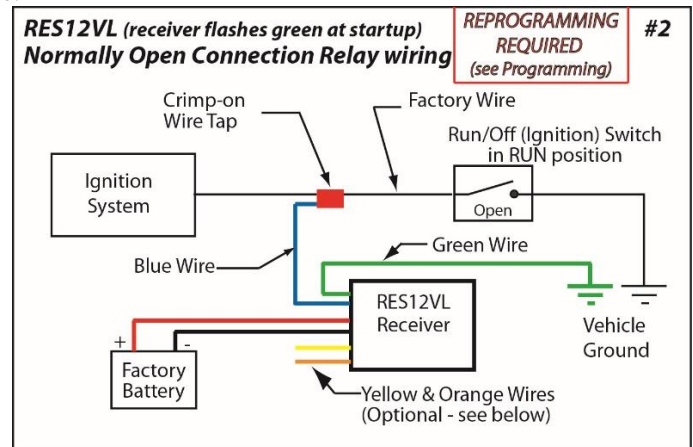 RES12VL (receiver flashes green at startup)
Normally Open Connection Relay wiring
REPROGRAMMING
REQUIRED
(see Programming)
#2
Crimp-on
Wire Tap
Factory Wire
Run/Off (Ignition) Switch
in RUN position
Ignition
System
Open
Blue Wire
Green Wire
RES12VL
Receiver
Vehicle
Ground
+ -
Factory
Battery
Yellow & Orange Wires
(Optional - see below)